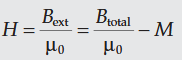 H = B_ext / μ₀ = B_total / μ₀ − M